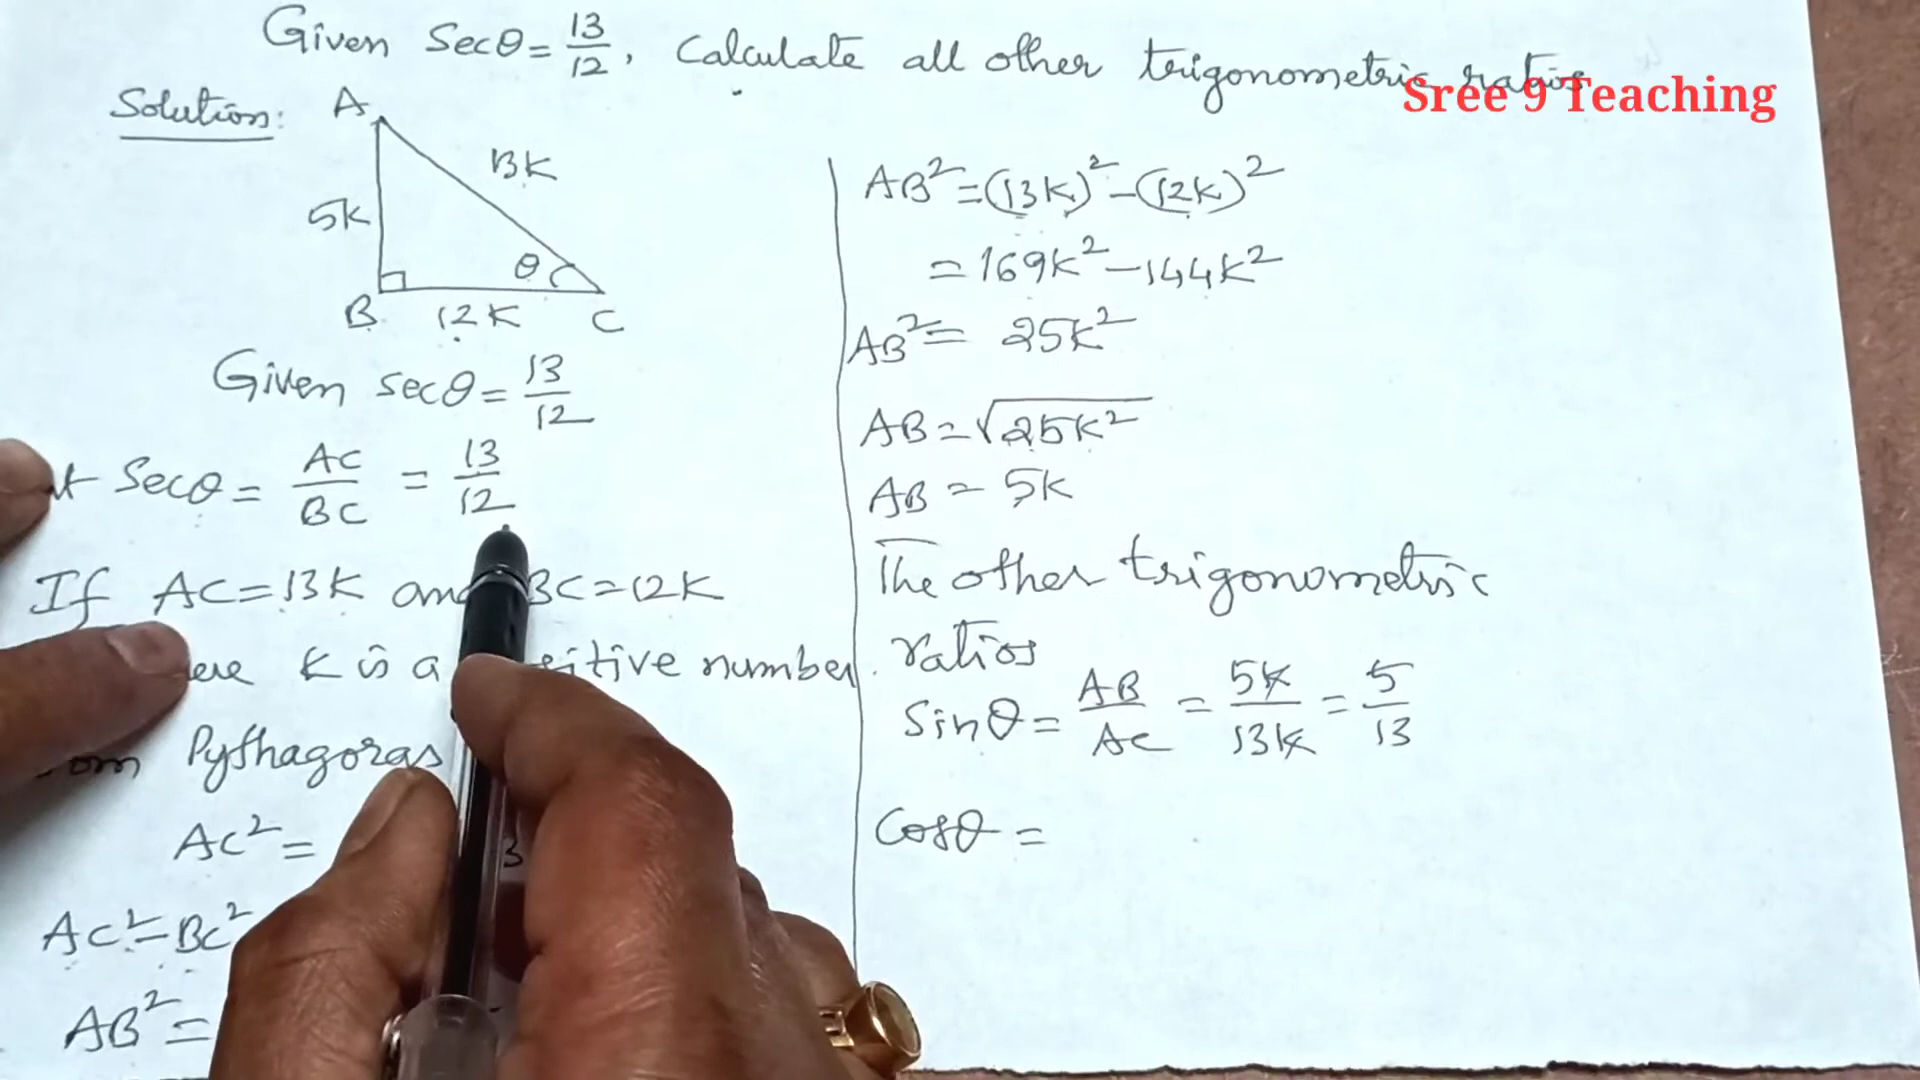 Given Secθ = 13/12, Calculate all other trigonometric ratios
Sree 9 Teaching
Solution:
A
13K
5K
θ
B 12K C
Given secθ = 13/12
Secθ = AC/BC = 13/12
If AC = 13K and BC = 12K
K is a number.
Pythagoras
AC² =
AC² - BC²
AB² =
AB² = (13K)² - (12K)²
= 169K² - 144K²
AB² = 25K²
AB = √25K²
AB = 5K
The other trigonometric
ratios
Sinθ = AB/AC = 5K/13K = 5/13
Cosθ =